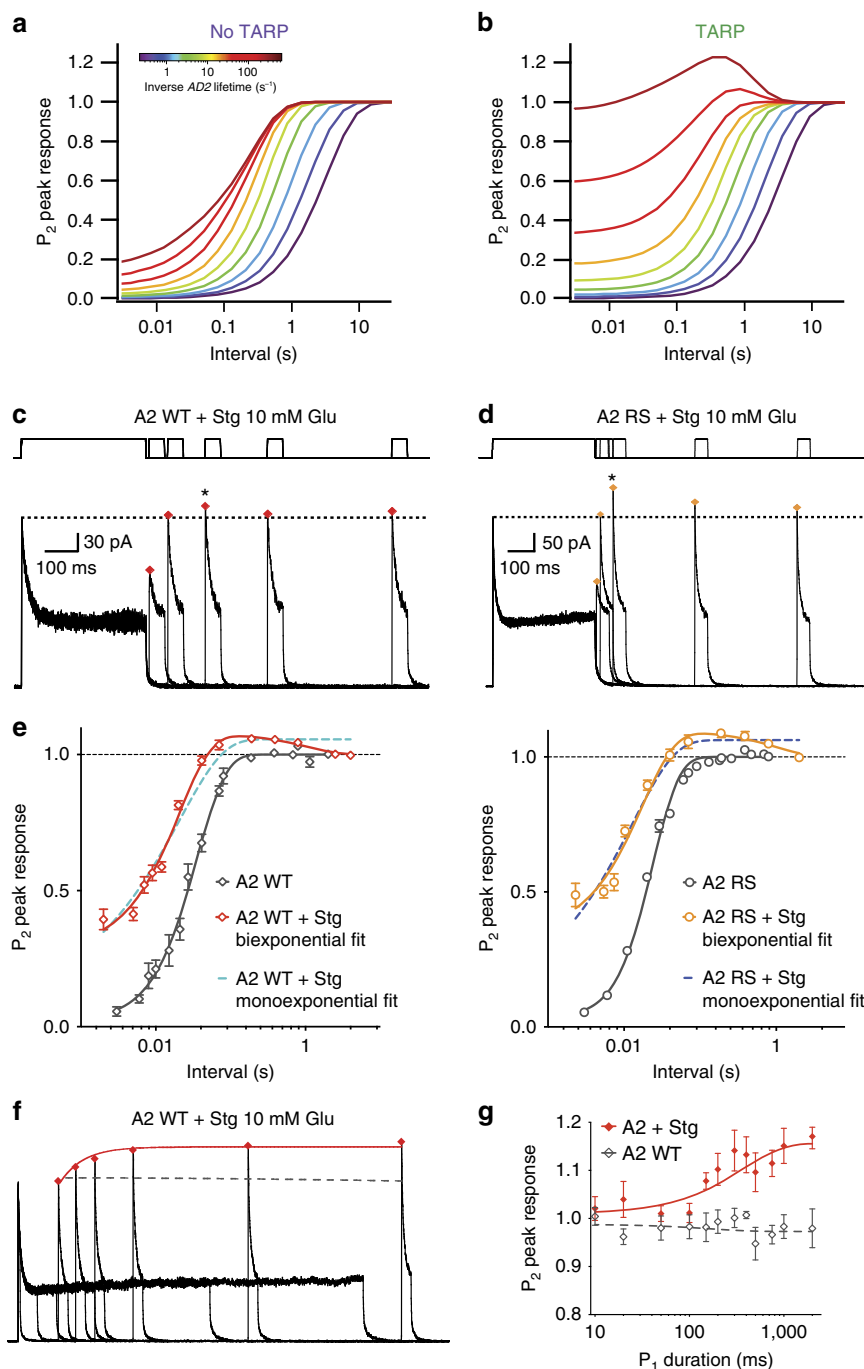 a
No TARP
1.2
1.0
0.8
0.6
0.4
0.2
0.0
P2 peak response
1 10 100
Inverse AD2 lifetime (s–1)
0.01 0.1 1 10
Interval (s)
b
TARP
1.2
1.0
0.8
0.6
0.4
0.2
0.0
P2 peak response
0.01 0.1 1 10
Interval (s)
c
A2 WT + Stg 10 mM Glu
*
30 pA
100 ms
d
A2 RS + Stg 10 mM Glu
*
50 pA
100 ms
e
1.0
0.5
0.0
P2 peak response
A2 WT
A2 WT + Stg
biexponential fit
A2 WT + Stg
monoexponential fit
0.01 1
Interval (s)
1.0
0.5
0.0
P2 peak response
A2 RS
A2 RS + Stg
biexponential fit
A2 RS + Stg
monoexponential fit
0.01 1
Interval (s)
f
A2 WT + Stg 10 mM Glu
g
1.2
1.1
1.0
0.9
0.8
P2 peak response
A2 + Stg
A2 WT
10 100 1,000
P1 duration (ms)